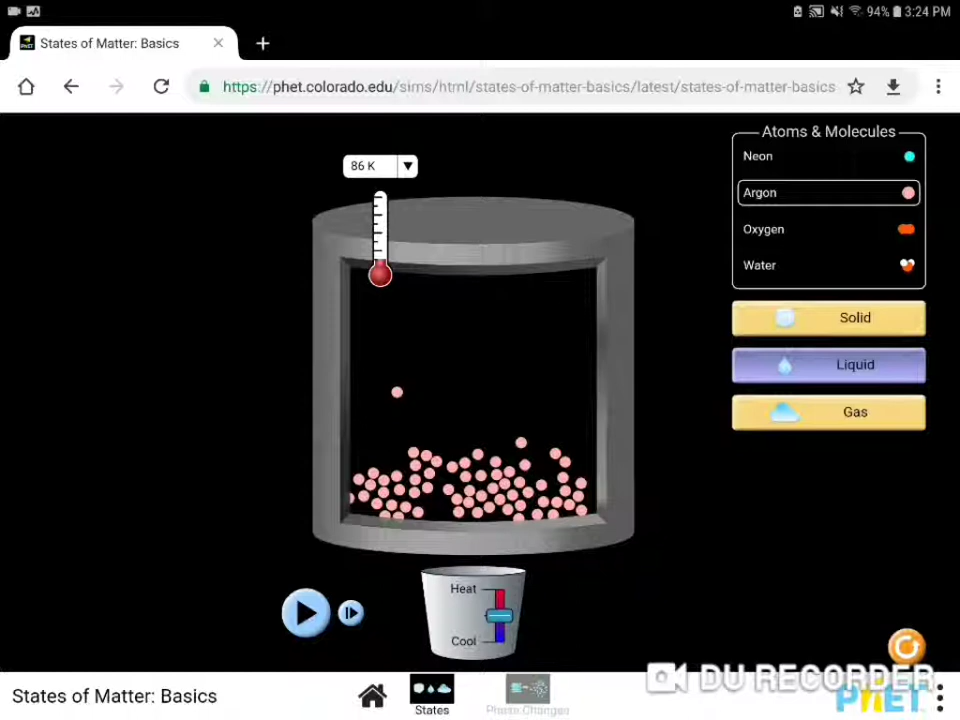 94% 3:24 PM
States of Matter: Basics
https://phet.colorado.edu/sims/html/states-of-matter-basics/latest/states-of-matter-basics
Atoms & Molecules
Neon
86 K
Argon
Oxygen
Water
Solid
Liquid
Gas
Heat
Cool
DU RECORDER
States of Matter: Basics
States
Phase Changes
PhET